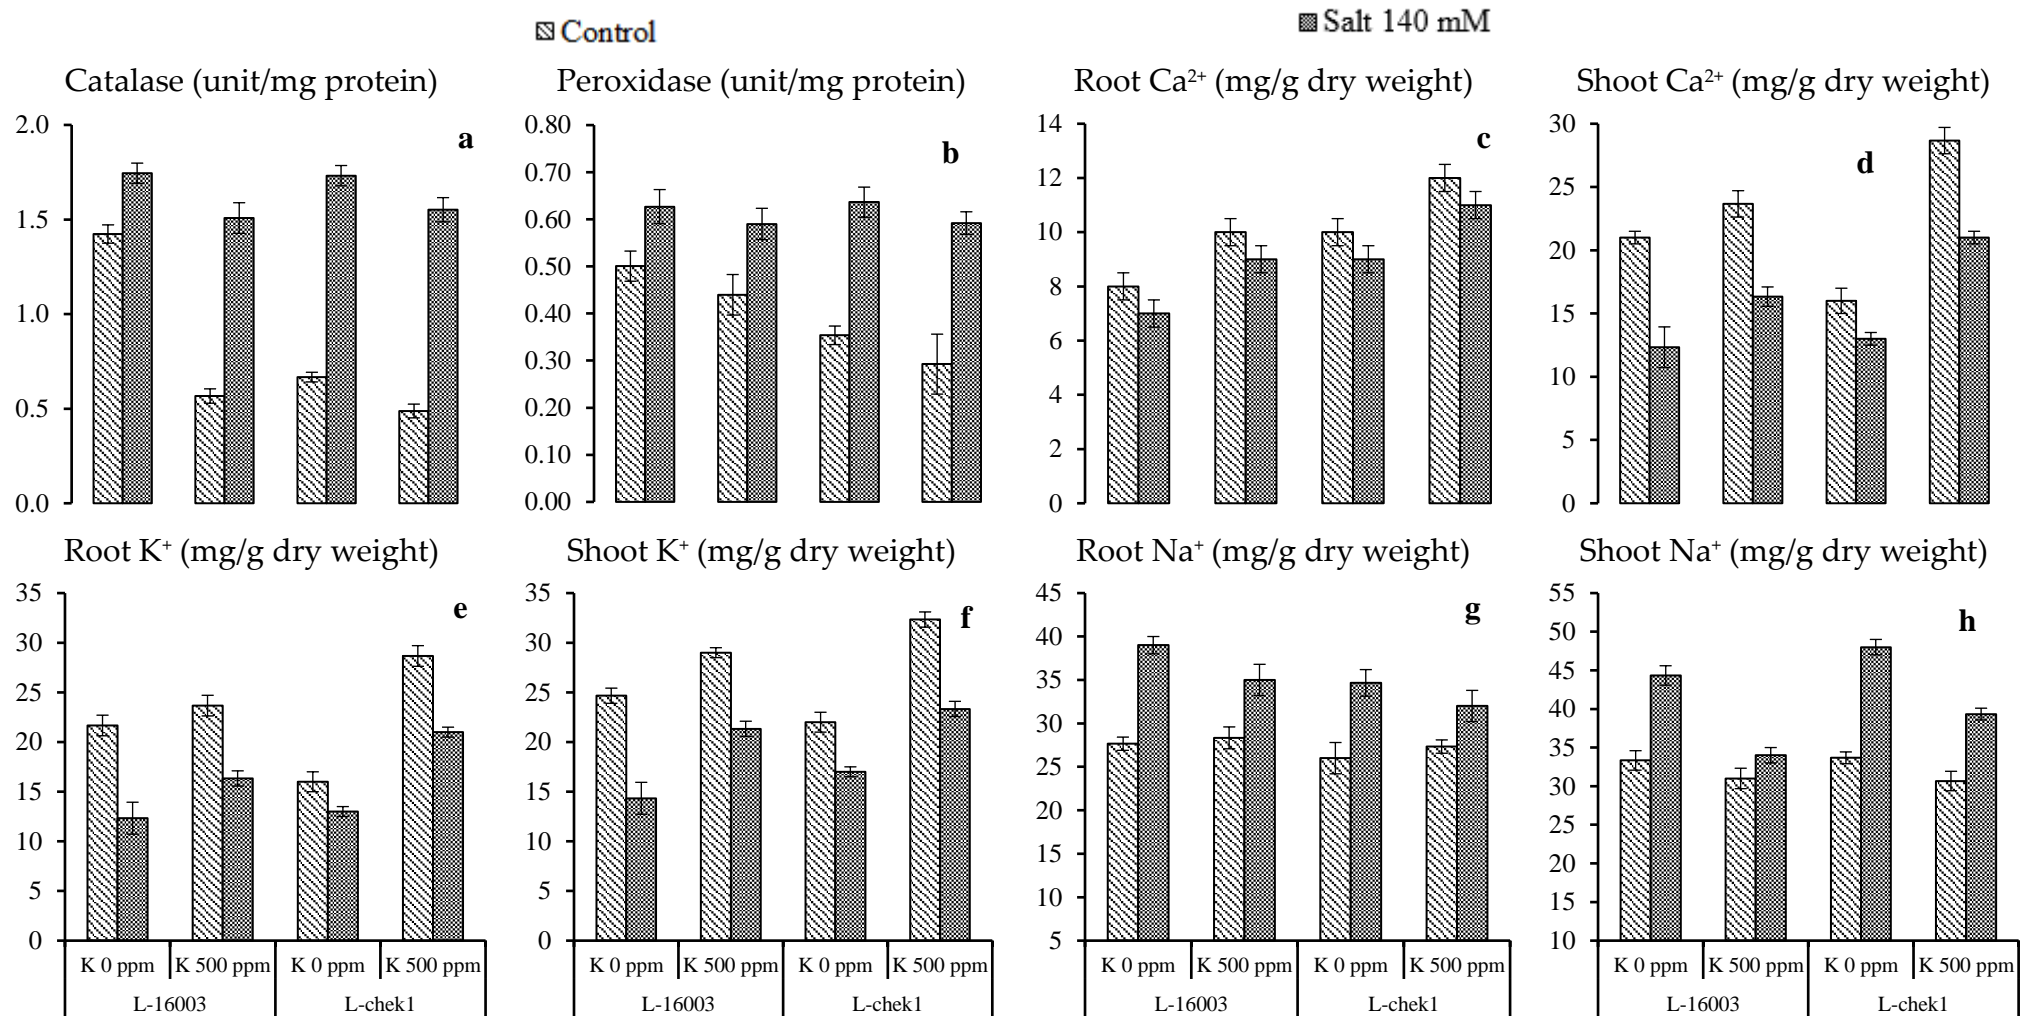 Control
Salt 140 mM
Catalase (unit/mg protein)
Peroxidase (unit/mg protein)
Root Ca²⁺ (mg/g dry weight)
Shoot Ca²⁺ (mg/g dry weight)
2.0
1.5
1.0
0.5
0.0
a
0.80
0.70
0.60
0.50
0.40
0.30
0.20
0.10
0.00
b
14
12
10
8
6
4
2
0
c
30
25
20
15
10
5
0
d
Root K⁺ (mg/g dry weight)
Shoot K⁺ (mg/g dry weight)
Root Na⁺ (mg/g dry weight)
Shoot Na⁺ (mg/g dry weight)
35
30
25
20
15
10
5
0
e
K 0 ppm K 500 ppm K 0 ppm K 500 ppm
L-16003 L-chek1
35
30
25
20
15
10
5
0
f
K 0 ppm K 500 ppm K 0 ppm K 500 ppm
L-16003 L-chek1
45
40
35
30
25
20
15
10
5
g
K 0 ppm K 500 ppm K 0 ppm K 500 ppm
L-16003 L-chek1
55
50
45
40
35
30
25
20
15
10
h
K 0 ppm K 500 ppm K 0 ppm K 500 ppm
L-16003 L-chek1